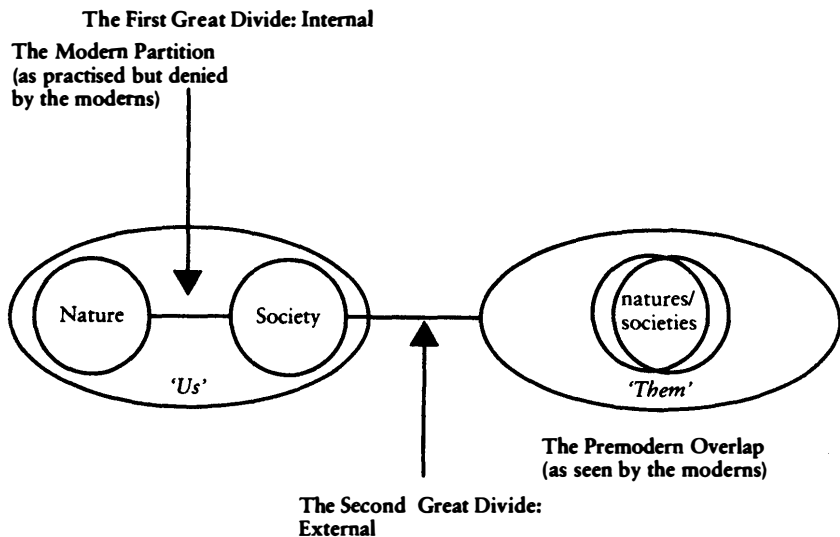 The First Great Divide: Internal
The Modern Partition
(as practised but denied
by the moderns)
Nature
Society
'Us'
natures/
societies
'Them'
The Premodern Overlap
(as seen by the moderns)
The Second Great Divide:
External